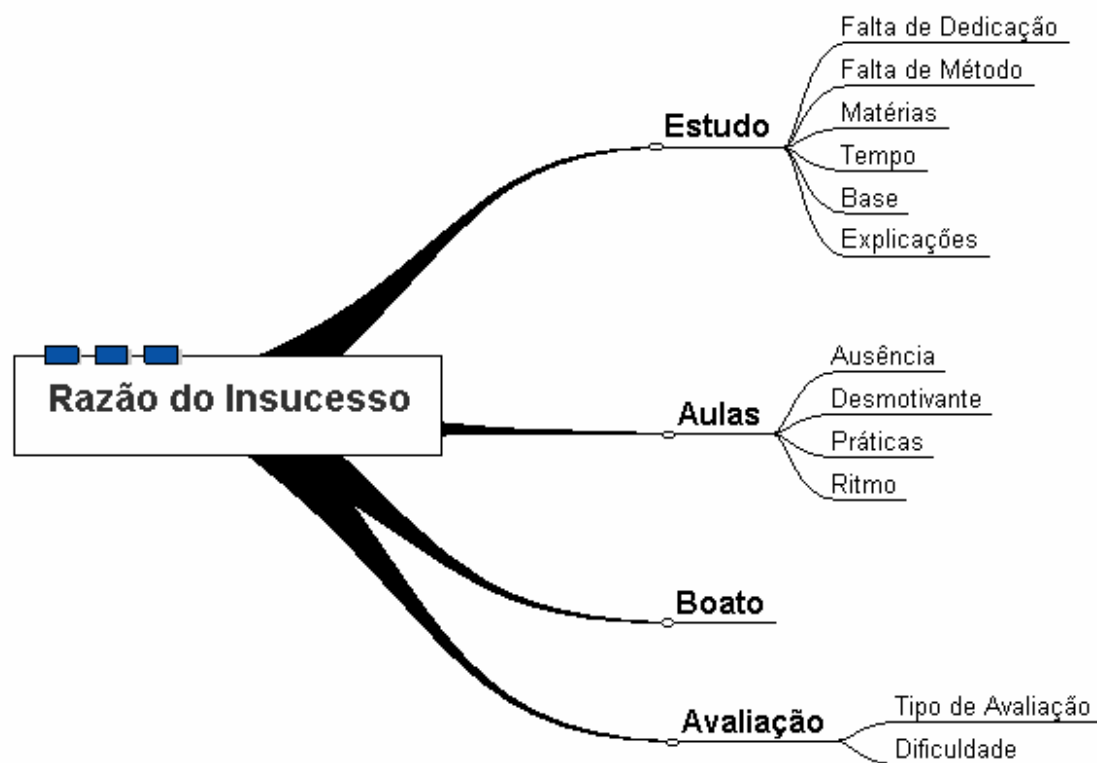 Razão do Insucesso
Estudo
Falta de Dedicação
Falta de Método
Matérias
Tempo
Base
Explicações
Aulas
Ausência
Desmotivante
Práticas
Ritmo
Boato
Avaliação
Tipo de Avaliação
Dificuldade